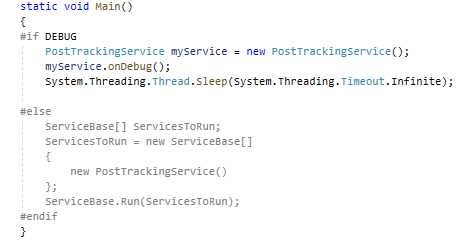 static void Main()
{
#if DEBUG
    PostTrackingService myService = new PostTrackingService();
    myService.onDebug();
    System.Threading.Thread.Sleep(System.Threading.Timeout.Infinite);

#else
    ServiceBase[] ServicesToRun;
    ServicesToRun = new ServiceBase[]
    {
        new PostTrackingService()
    };
    ServiceBase.Run(ServicesToRun);
#endif
}